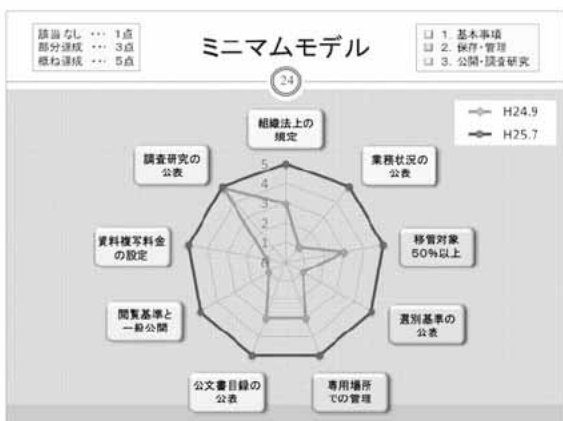 該当なし ・・・ 1点
部分達成 ・・・ 3点
概ね達成 ・・・ 5点
ミニマムモデル
❑ 1. 基本事項
❑ 2. 保存・管理
❑ 3. 公開・調査研究
24
H24.9
H25.7
組織法上の
規定
業務状況の
公表
移管対象
50%以上
選別基準の
公表
専用場所
での管理
公文書目録の
公表
閲覧基準と
一般公開
資料複写料金
の設定
調査研究の
公表
5
4
3
2
1
0